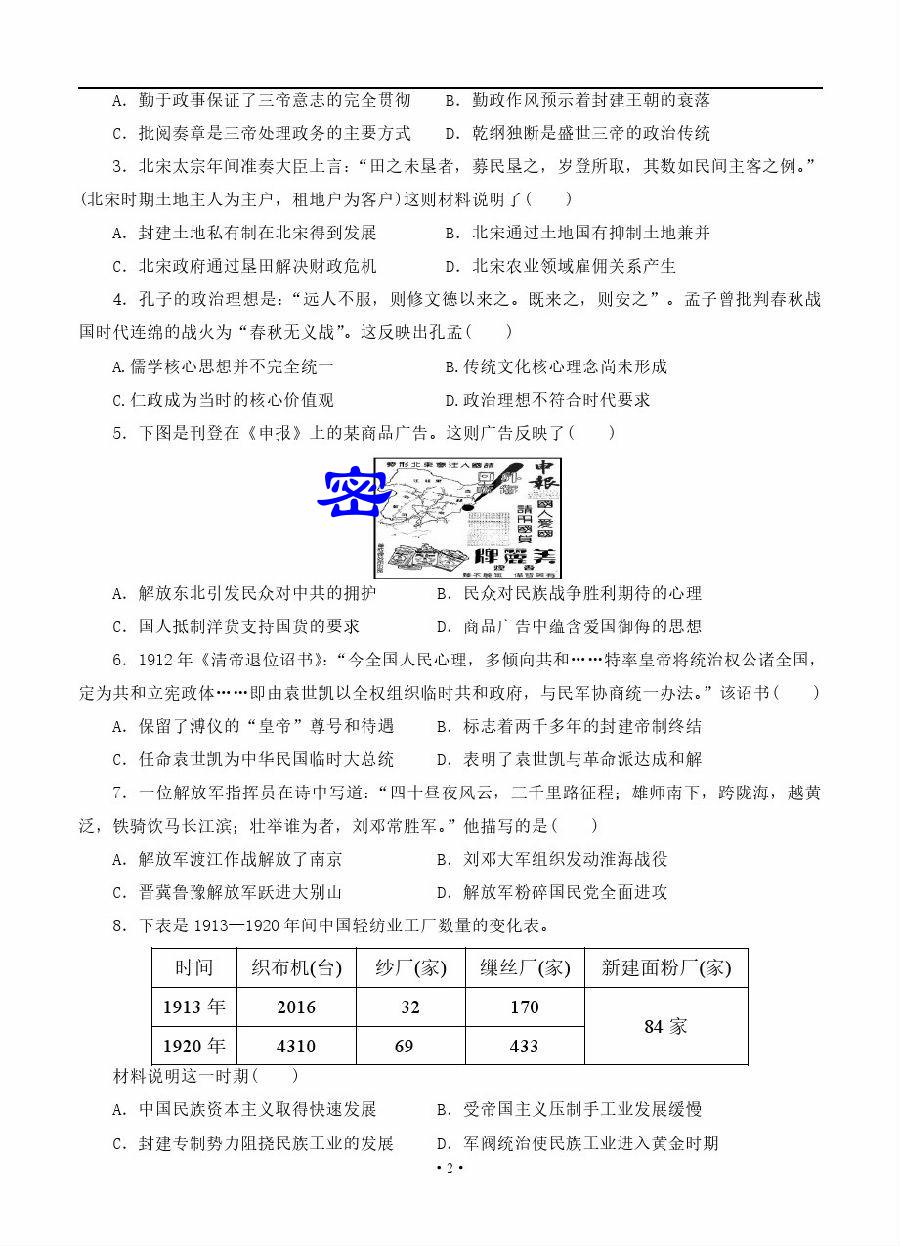 A．勤于政事保证了三帝意志的完全贯彻 B．勤政作风预示着封建王朝的衰落
C．批阅奏章是三帝处理政务的主要方式 D．乾纲独断是盛世三帝的政治传统
3．北宋太宗年间准奏大臣上言：“田之未垦者，募民垦之，岁登所取，其数如民间主客之例。”
(北宋时期土地主人为主户，租地户为客户)这则材料说明了( )
A．封建土地私有制在北宋得到发展 B．北宋通过土地国有抑制土地兼并
C．北宋政府通过垦田解决财政危机 D．北宋农业领域雇佣关系产生
4．孔子的政治理想是：“远人不服，则修文德以来之。既来之，则安之”。孟子曾批判春秋战
国时代连绵的战火为“春秋无义战”。这反映出孔孟( )
A.儒学核心思想并不完全统一 B.传统文化核心理念尚未形成
C.仁政成为当时的核心价值观 D.政治理想不符合时代要求
5．下图是刊登在《申报》上的某商品广告。这则广告反映了( )
密
請國人注意東北形勢
申報
國人爱國
請用國貨
美麗牌
香烟
A．解放东北引发民众对中共的拥护 B．民众对民族战争胜利期待的心理
C．国人抵制洋货支持国货的要求 D．商品广告中蕴含爱国御侮的思想
6．1912年《清帝退位诏书》：“今全国人民心理，多倾向共和……特率皇帝将统治权公诸全国，
定为共和立宪政体……即由袁世凯以全权组织临时共和政府，与民军协商统一办法。”该诏书( )
A．保留了溥仪的“皇帝”尊号和待遇 B．标志着两千多年的封建帝制终结
C．任命袁世凯为中华民国临时大总统 D．表明了袁世凯与革命派达成和解
7．一位解放军指挥员在诗中写道：“四十昼夜风云，二千里路征程；雄师南下，跨陇海，越黄
泛，铁骑饮马长江滨；壮举谁为者，刘邓常胜军。”他描写的是( )
A．解放军渡江作战解放了南京 B．刘邓大军组织发动淮海战役
C．晋冀鲁豫解放军跃进大别山 D．解放军粉碎国民党全面进攻
8．下表是1913—1920年间中国轻纺业工厂数量的变化表。
时间 织布机(台) 纱厂(家) 缫丝厂(家) 新建面粉厂(家)
1913年 2016 32 170 84家
1920年 4310 69 433
材料说明这一时期( )
A．中国民族资本主义取得快速发展 B．受帝国主义压制手工业发展缓慢
C．封建专制势力阻挠民族工业的发展 D．军阀统治使民族工业进入黄金时期
·2·